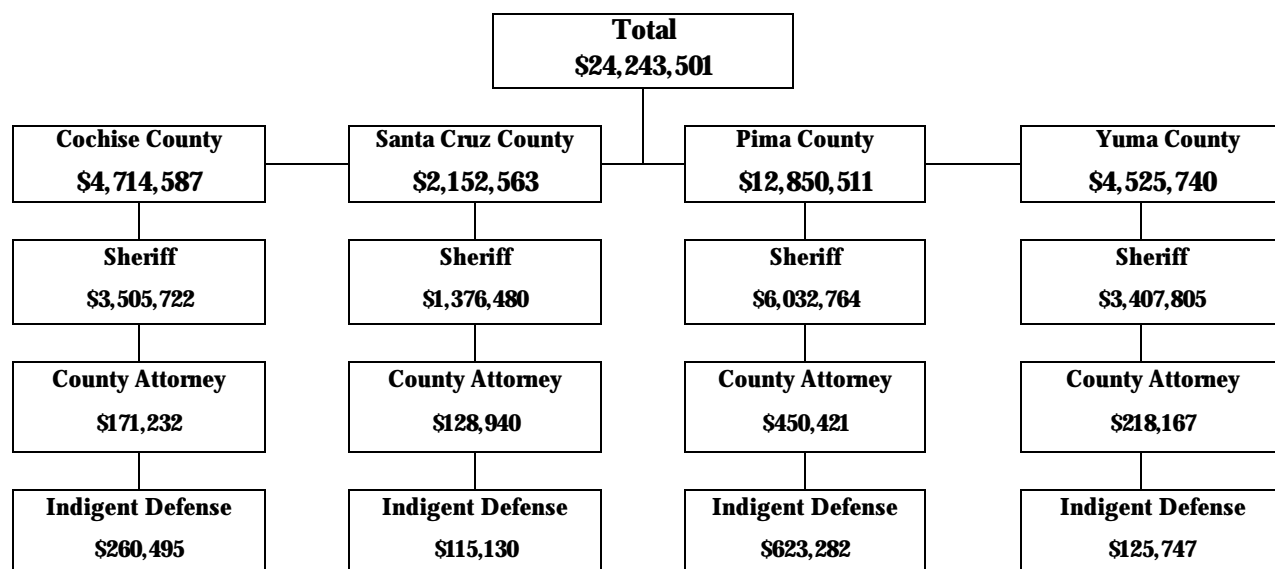 Total
$24,243,501
Cochise County
$4,714,587
Santa Cruz County
$2,152,563
Pima County
$12,850,511
Yuma County
$4,525,740
Sheriff
$3,505,722
Sheriff
$1,376,480
Sheriff
$6,032,764
Sheriff
$3,407,805
County Attorney
$171,232
County Attorney
$128,940
County Attorney
$450,421
County Attorney
$218,167
Indigent Defense
$260,495
Indigent Defense
$115,130
Indigent Defense
$623,282
Indigent Defense
$125,747